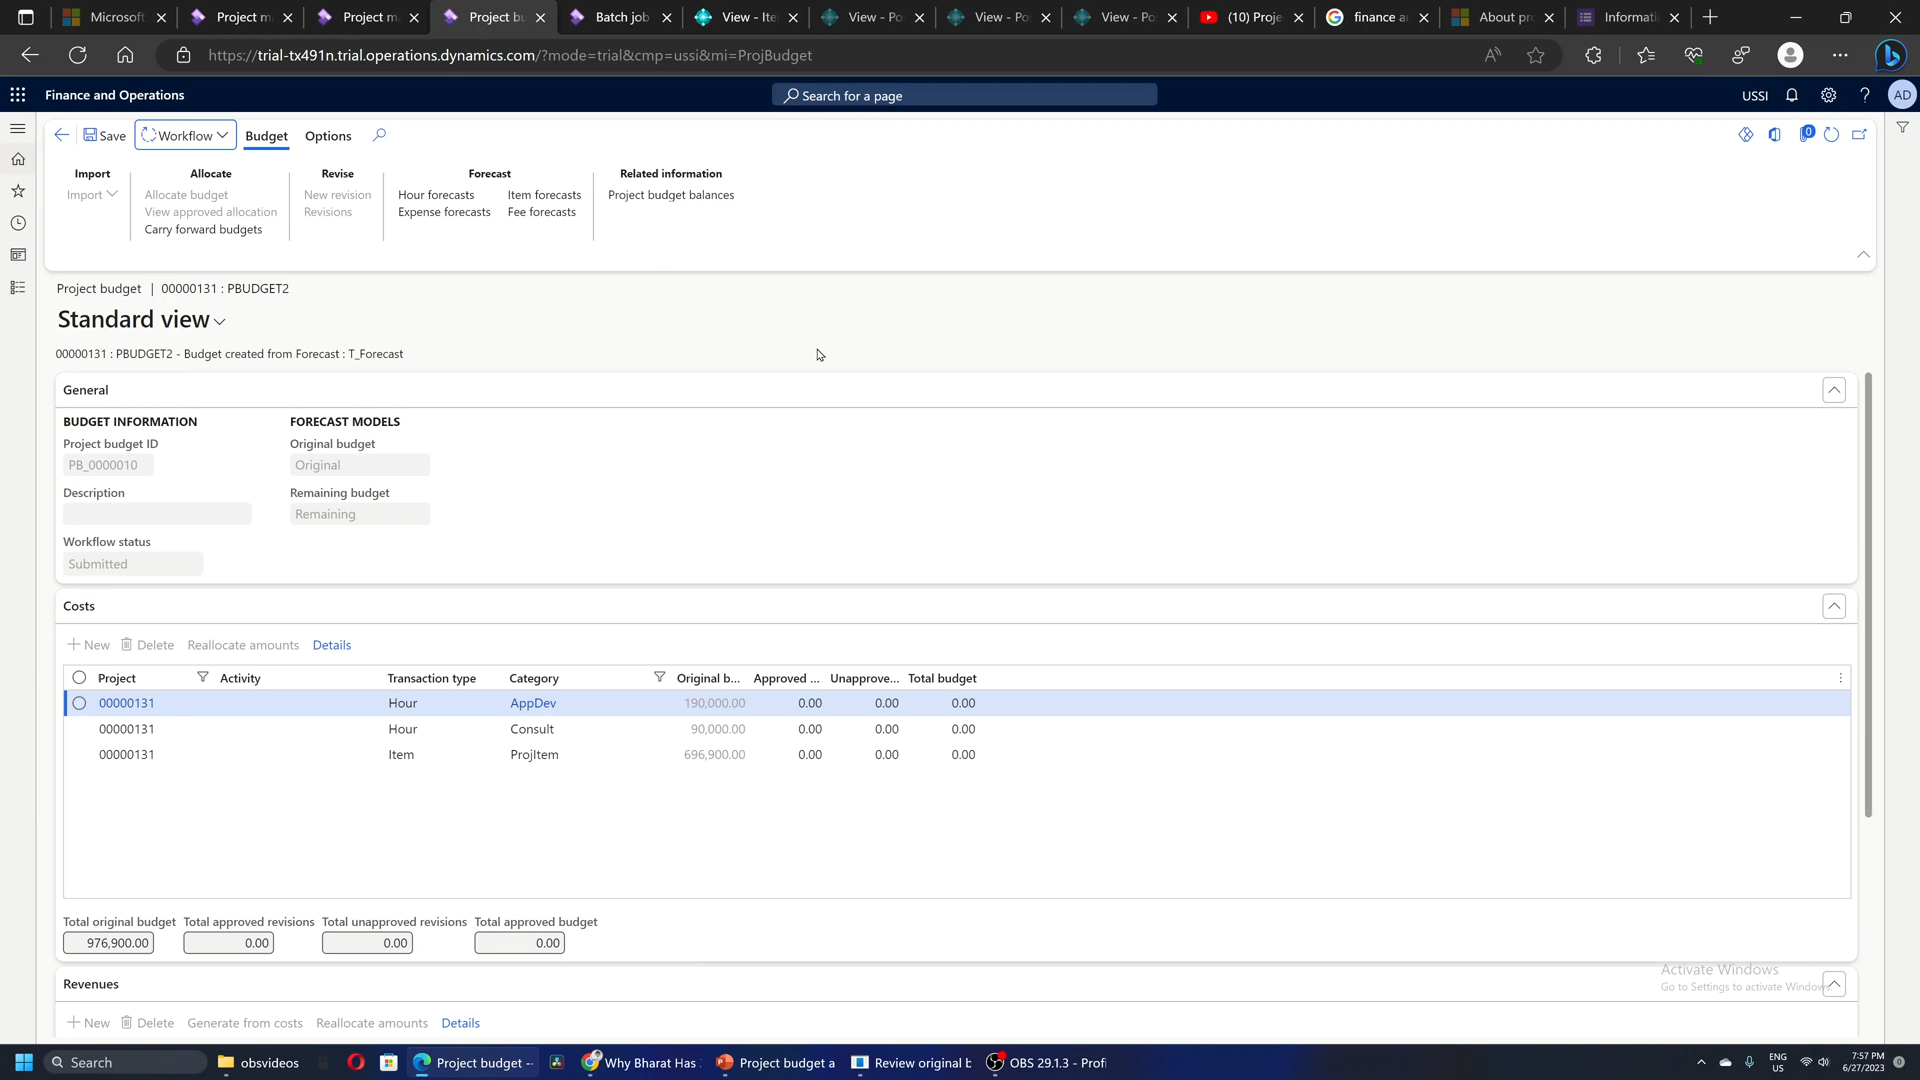 Microsoft
Project m
Project m
Project bu
Batch job
View - Ite
View - Po
View - Po
View - Po
(10) Proje
finance a
About pro
Informati
https://trial-tx491n.trial.operations.dynamics.com/?mode=trial&cmp=ussi&mi=ProjBudget
Finance and Operations
Search for a page
USSI
AD
Save
Workflow
Budget
Options
0
Import
Allocate
Revise
Forecast
Related information
Import
Allocate budget
New revision
Hour forecasts
Item forecasts
Project budget balances
View approved allocation
Revisions
Expense forecasts
Fee forecasts
Carry forward budgets
Project budget | 00000131 : PBUDGET2
Standard view
00000131 : PBUDGET2 - Budget created from Forecast : T_Forecast
General
BUDGET INFORMATION
FORECAST MODELS
Project budget ID
Original budget
PB_0000010
Original
Description
Remaining budget
Remaining
Workflow status
Submitted
Costs
New
Delete
Reallocate amounts
Details
Project
Activity
Transaction type
Category
Original b...
Approved ...
Unapprove...
Total budget
00000131 Hour AppDev 190,000.00 0.00 0.00 0.00
00000131 Hour Consult 90,000.00 0.00 0.00 0.00
00000131 Item ProjItem 696,900.00 0.00 0.00 0.00
Total original budget
Total approved revisions
Total unapproved revisions
Total approved budget
976,900.00
0.00
0.00
0.00
Activate Windows
Go to Settings to activate Windows.
Revenues
New
Delete
Generate from costs
Reallocate amounts
Details
Search
obsvideos
Project budget --
Why Bharat Has
Project budget a
Review original b
OBS 29.1.3 - Profi
ENG
US
7:57 PM
6/27/2023